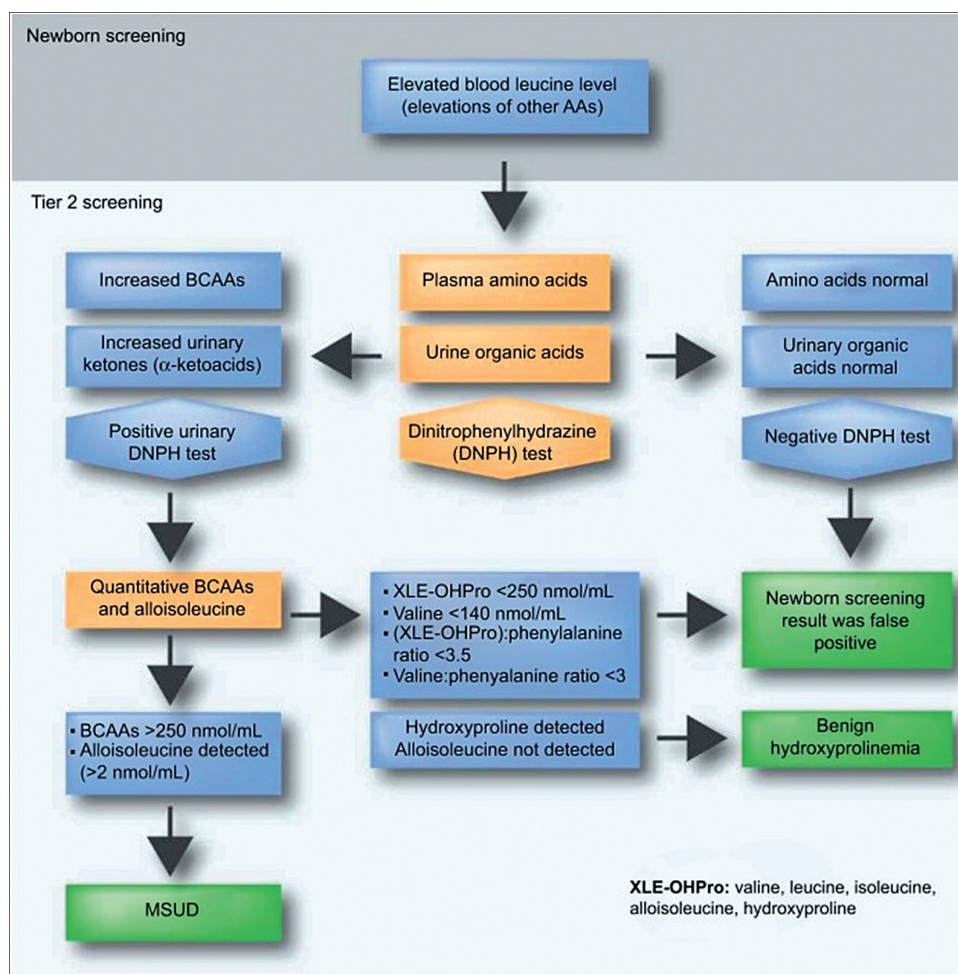 Newborn screening
Elevated blood leucine level
(elevations of other AAs)
Tier 2 screening
Increased BCAAs
Plasma amino acids
Amino acids normal
Increased urinary
ketones (α-ketoacids)
Urine organic acids
Urinary organic
acids normal
Positive urinary
DNPH test
Dinitrophenylhydrazine
(DNPH) test
Negative DNPH test
Quantitative BCAAs
and alloisoleucine
▪ XLE-OHPro <250 nmol/mL
▪ Valine <140 nmol/mL
▪ (XLE-OHPro):phenylalanine
ratio <3.5
▪ Valine:phenyalanine ratio <3
Newborn screening
result was false
positive
▪ BCAAs >250 nmol/mL
▪ Alloisoleucine detected
(>2 nmol/mL)
Hydroxyproline detected
Alloisoleucine not detected
Benign
hydroxyprolinemia
MSUD
XLE-OHPro: valine, leucine, isoleucine,
alloisoleucine, hydroxyproline